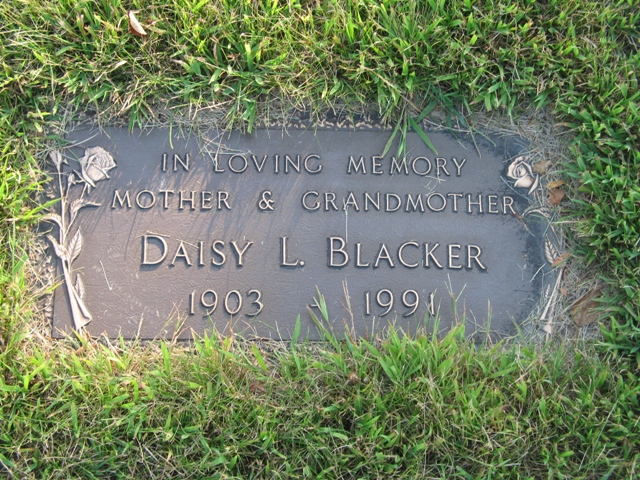 IN LOVING MEMORY
MOTHER & GRANDMOTHER
DAISY L. BLACKER
1903 - 1991